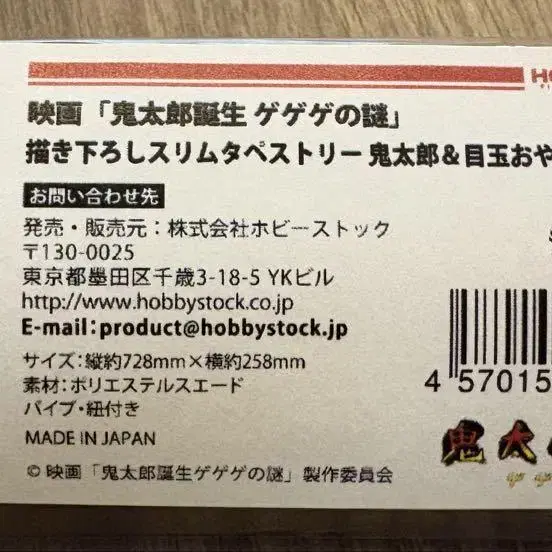 HO
映画「鬼太郎誕生 ゲゲゲの謎」
描き下ろしスリムタペストリー 鬼太郎＆目玉おや
お問い合わせ先
発売・販売元：株式会社ホビーストック
〒130-0025
東京都墨田区千歳3-18-5 YKビル
http://www.hobbystock.co.jp
E-mail:product@hobbystock.jp
サイズ：縦約728mm×横約258mm
素材：ポリエステルスエード
パイプ・紐付き
MADE IN JAPAN
© 映画「鬼太郎誕生ゲゲゲの謎」製作委員会
4 57015
鬼太